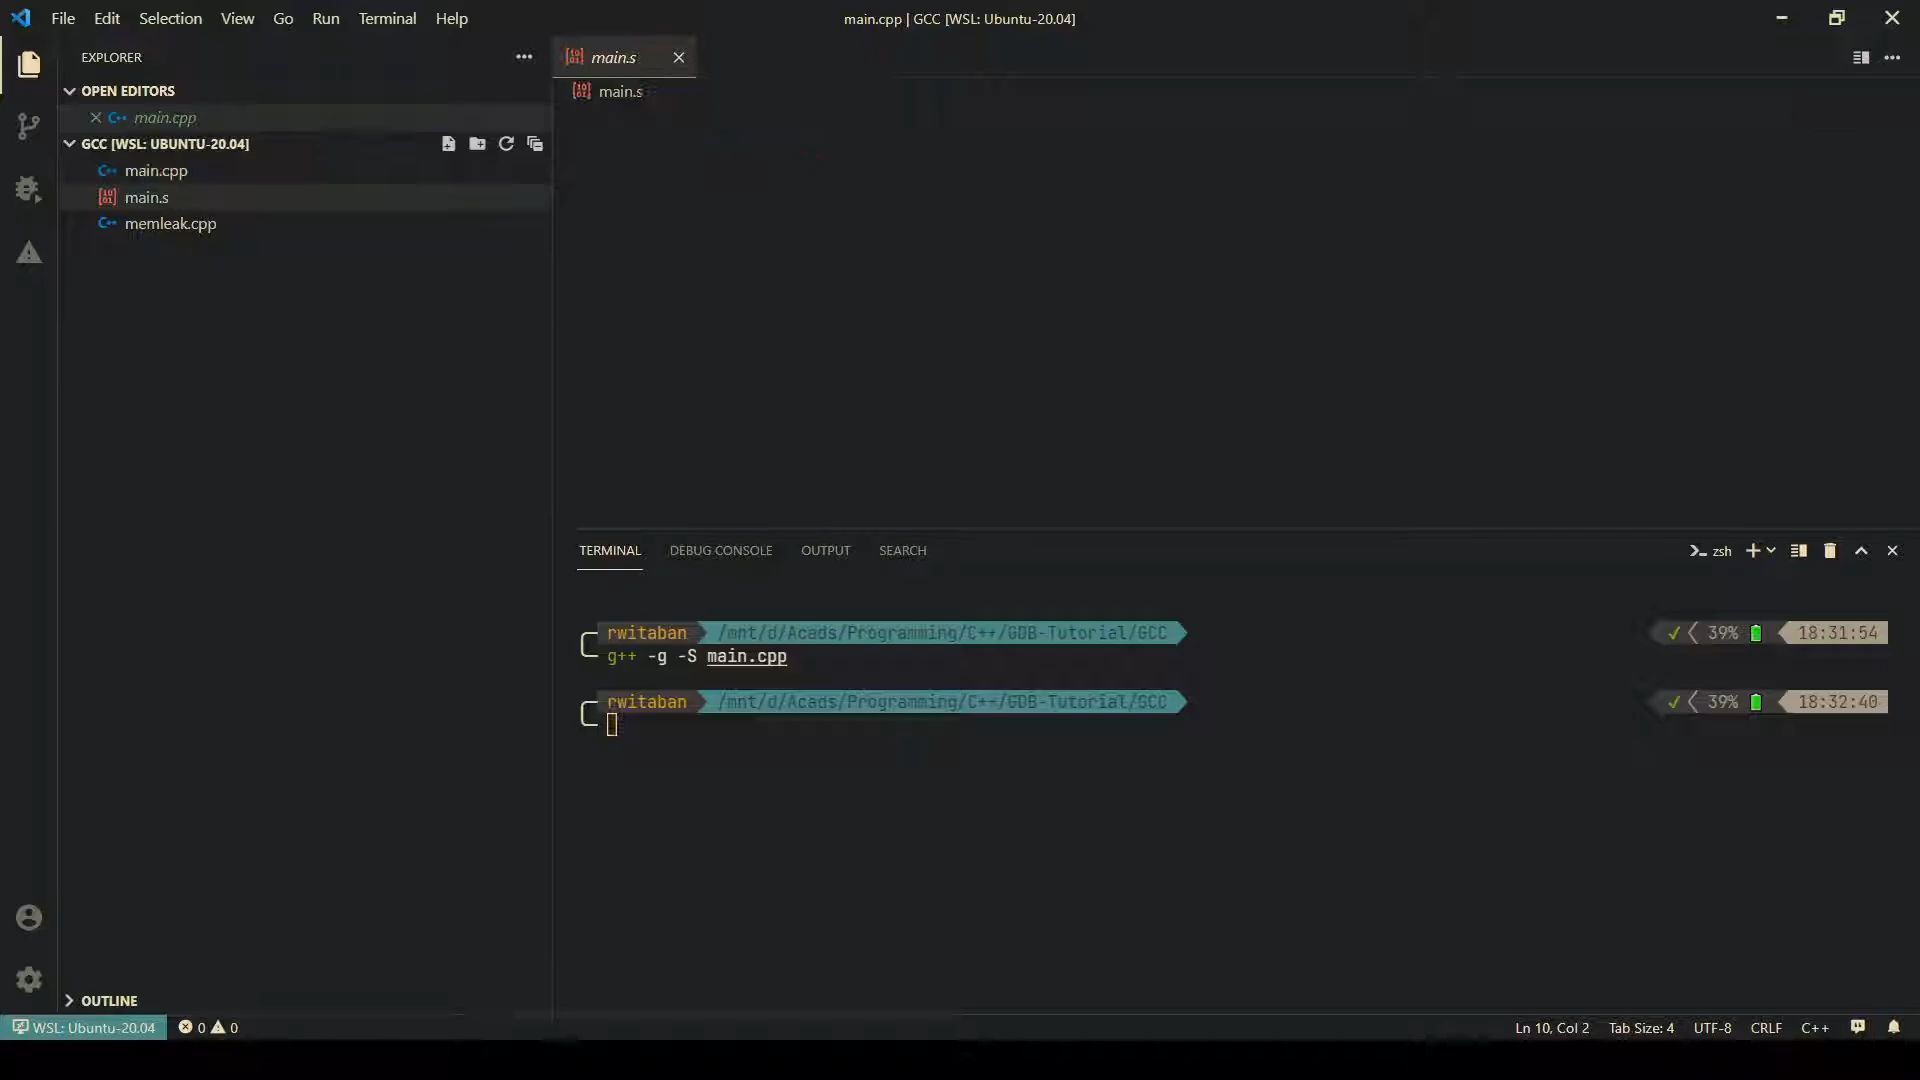 File Edit Selection View Go Run Terminal Help
main.cpp | GCC [WSL: Ubuntu-20.04]
EXPLORER
OPEN EDITORS
main.cpp
GCC [WSL: UBUNTU-20.04]
main.cpp
main.s
memleak.cpp
OUTLINE
main.s
main.s
TERMINAL DEBUG CONSOLE OUTPUT SEARCH
zsh
rwitaban /mnt/d/Acads/Programming/C++/GDB-Tutorial/GCC 39% 18:31:54
g++ -g -S main.cpp
rwitaban /mnt/d/Acads/Programming/C++/GDB-Tutorial/GCC 39% 18:32:40
WSL: Ubuntu-20.04 0 0
Ln 10, Col 2 Tab Size: 4 UTF-8 CRLF C++